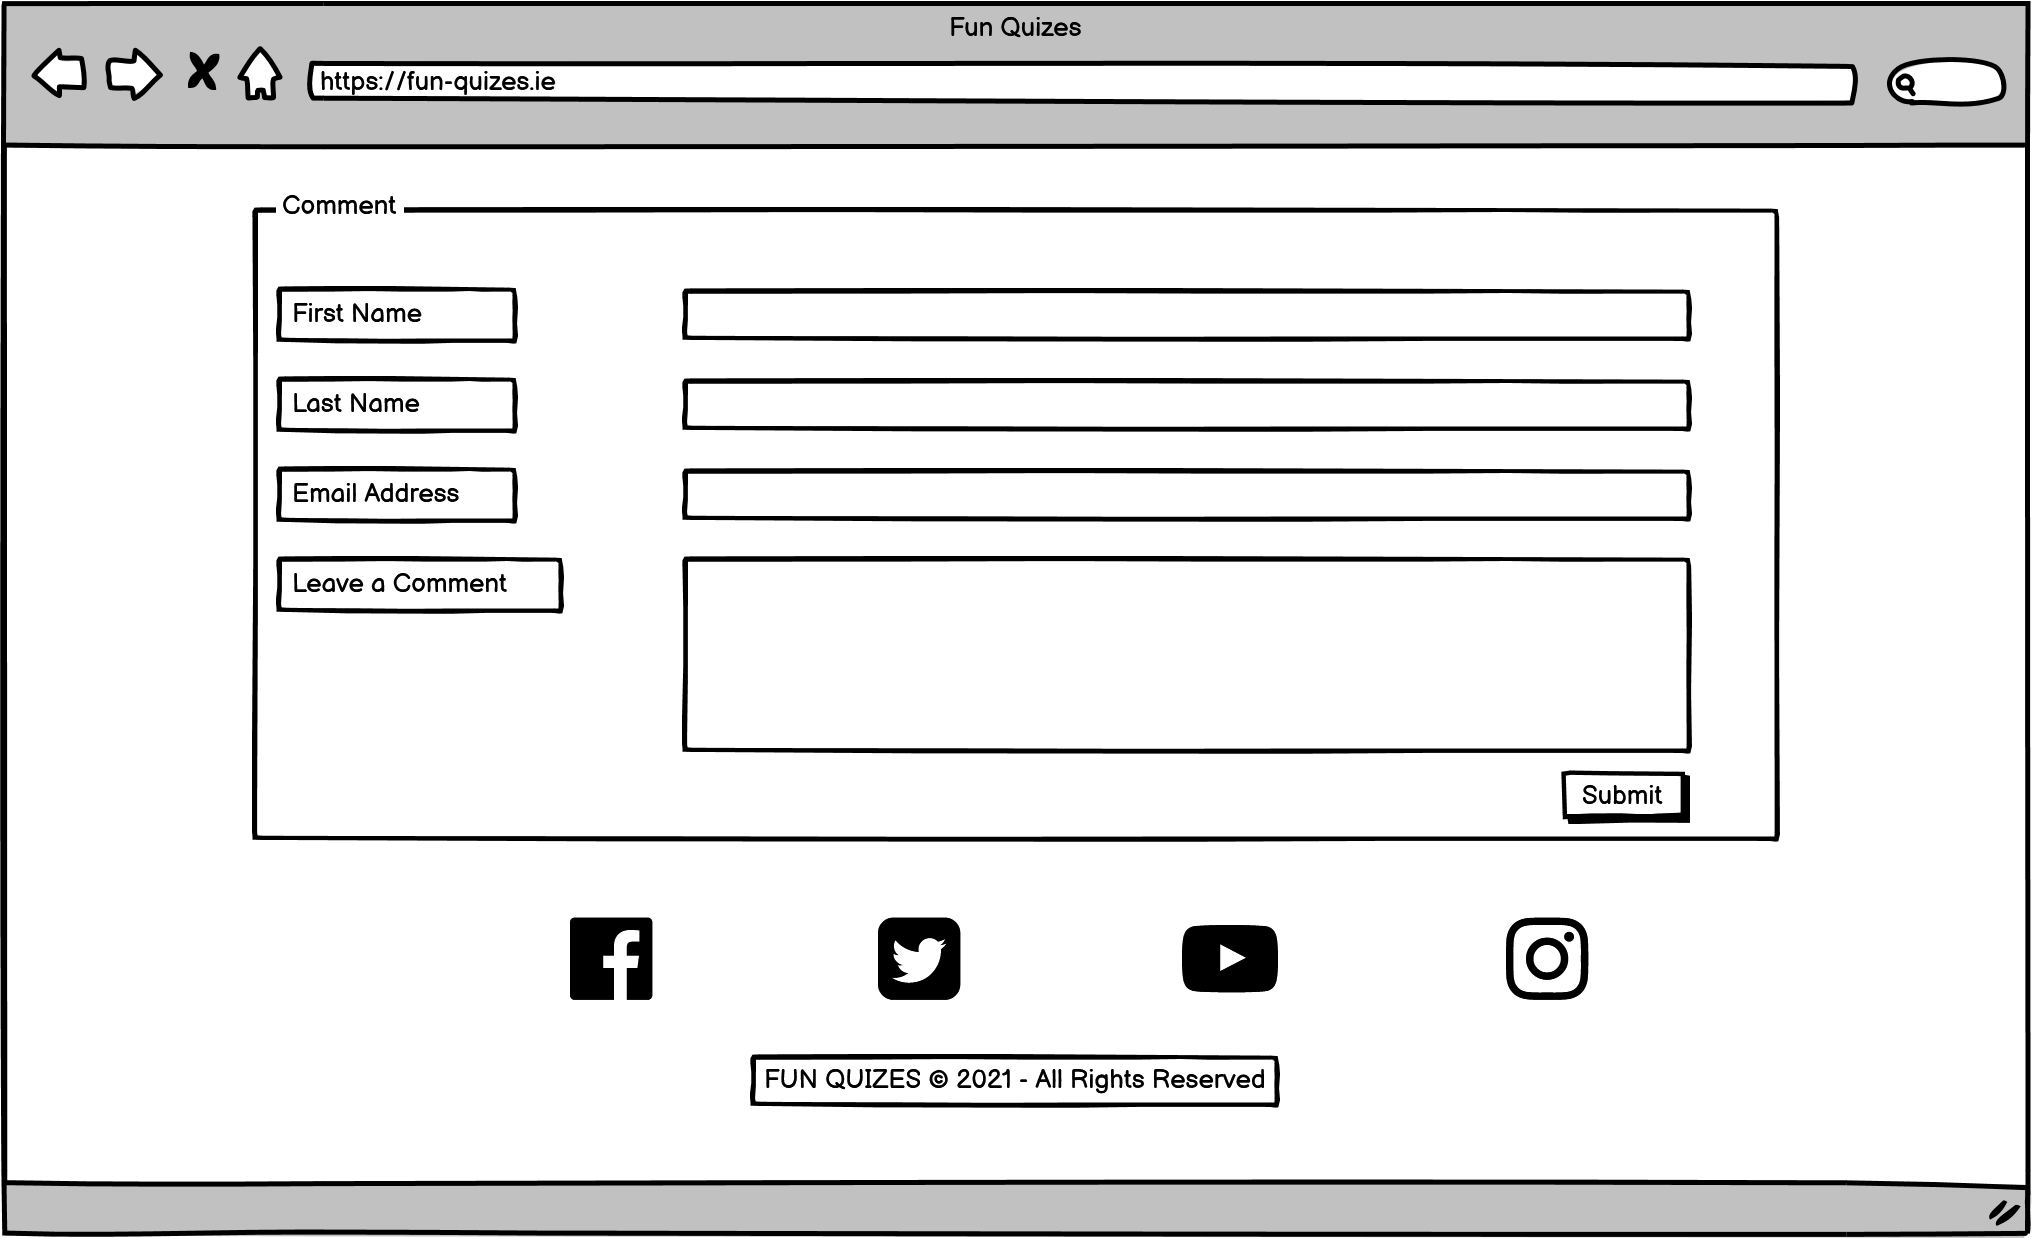 Fun Quizes
https://fun-quizes.ie
Comment
First Name
Last Name
Email Address
Leave a Comment
Submit
FUN QUIZES © 2021 - All Rights Reserved